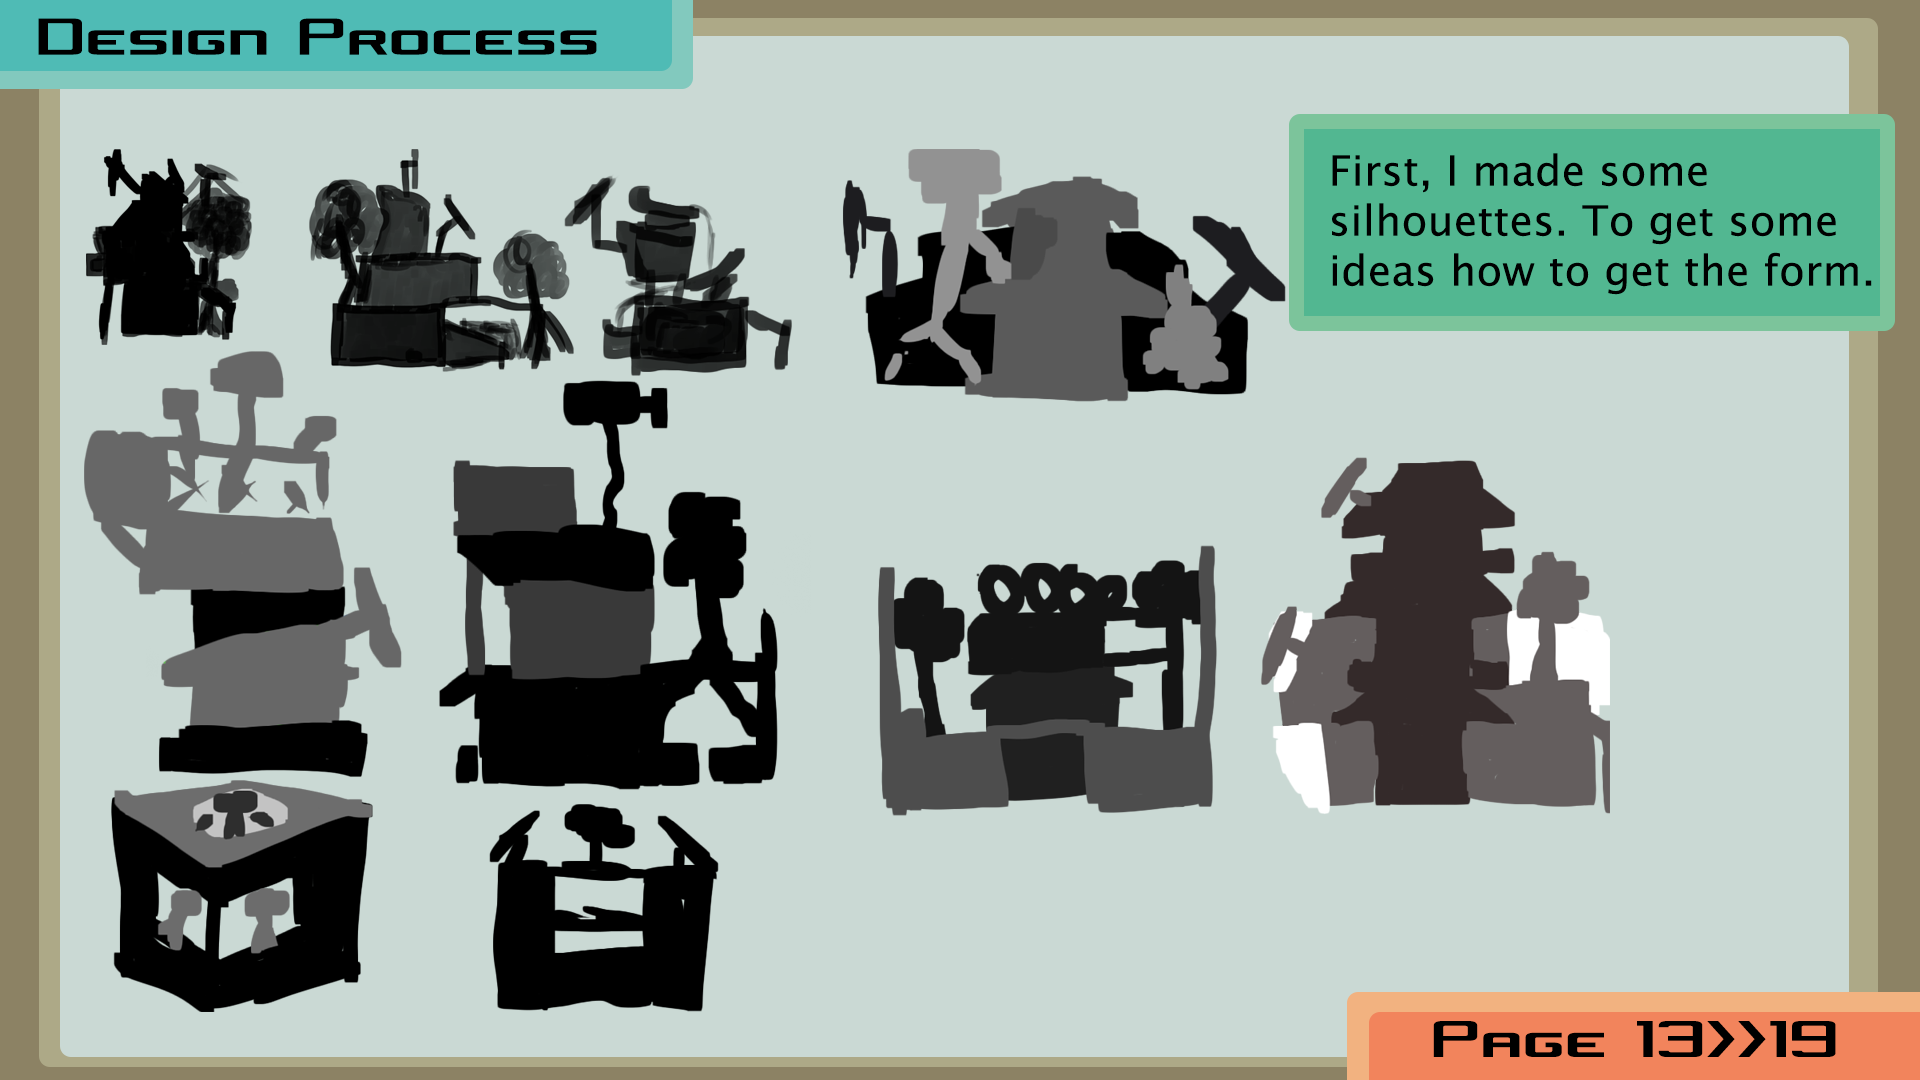 Design Process
First, I made some
silhouettes. To get some
ideas how to get the form.
Page 13>>19